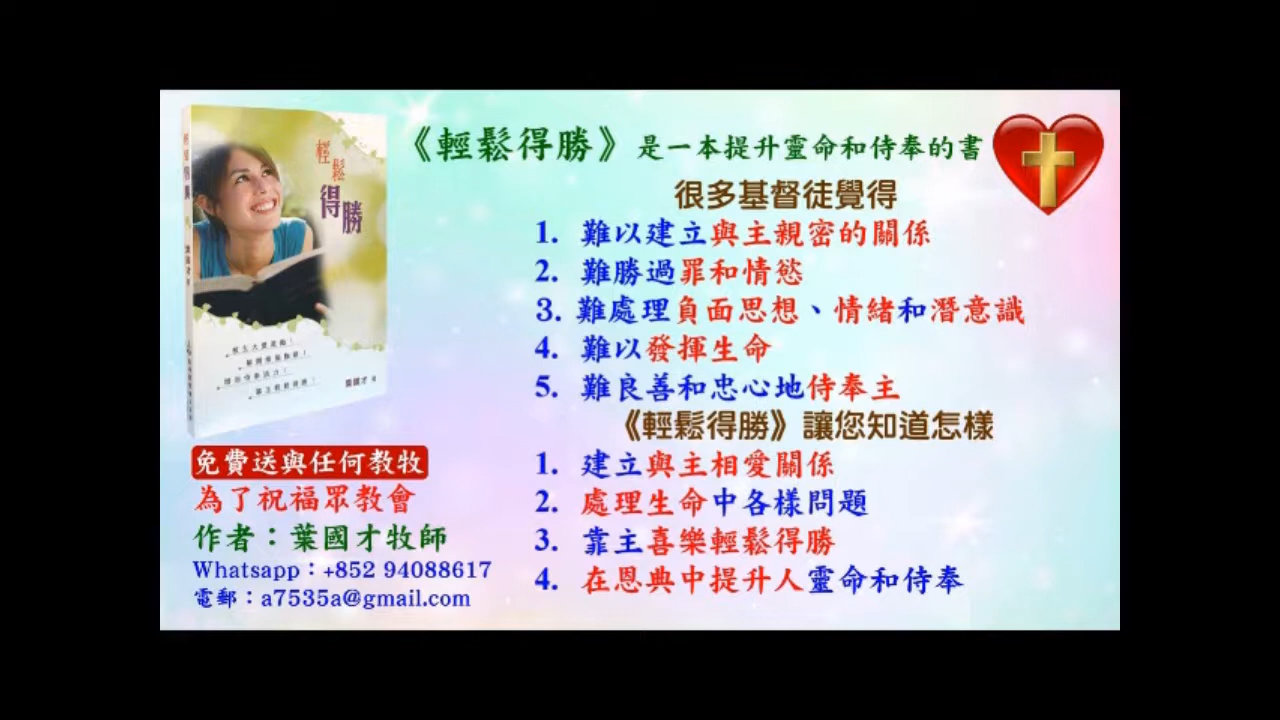 《輕鬆得勝》是一本提升靈命和侍奉的書
很多基督徒覺得
1. 難以建立與主親密的關係
2. 難勝過罪和情慾
3. 難處理負面思想、情緒和潛意識
4. 難以發揮生命
5. 難良善和忠心地侍奉主
《輕鬆得勝》讓您知道怎樣
1. 建立與主相愛關係
2. 處理生命中各樣問題
3. 靠主喜樂輕鬆得勝
4. 在恩典中提升人靈命和侍奉
輕鬆
得勝
葉國才 著
免費送與任何教牧
為了祝福眾教會
作者：葉國才牧師
Whatsapp：+852 94088617
電郵：a7535a@gmail.com